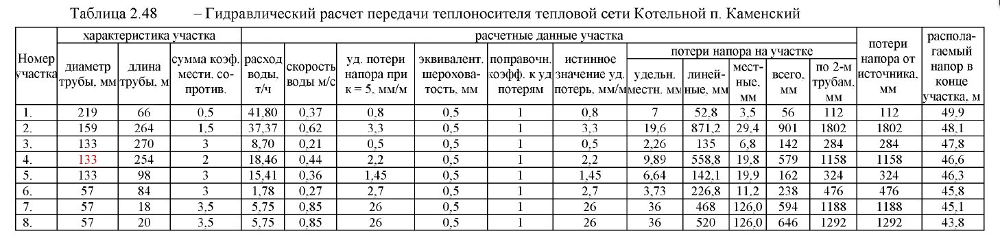 Таблица 2.48 – Гидравлический расчет передачи теплоносителя тепловой сети Котельной п. Каменский
Номер участка
характеристика участка
расчетные данные участка
потери напора от источника, мм
распола-гаемый напор в конце участка, м
диаметр трубы, мм
длина трубы, м
сумма коэф. мести. со-против.
расход воды, т/ч
скорость воды м/с
уд. потери напора при к = 5, мм/м
эквивалент. шерохова-тость, мм
поправочн. коэфф. к уд потерям
истинное значение уд. потерь, мм/м
потери напора на участке
удельн. местн. мм
линей-ные, мм
мест-ные, мм
всего, мм
по 2-м трубам, мм
1. 219 66 0,5 41,80 0,37 0,8 0,5 1 0,8 7 52,8 3,5 56 112 112 49,9
2. 159 264 1,5 37,37 0,62 3,3 0,5 1 3,3 19,6 871,2 29,4 901 1802 1802 48,1
3. 133 270 3 8,70 0,21 0,5 0,5 1 0,5 2,26 135 6,8 142 284 284 47,8
4. 133 254 2 18,46 0,44 2,2 0,5 1 2,2 9,89 558,8 19,8 579 1158 1158 46,6
5. 133 98 3 15,41 0,36 1,45 0,5 1 1,45 6,64 142,1 19,9 162 324 324 46,3
6. 57 84 3 1,78 0,27 2,7 0,5 1 2,7 3,73 226,8 11,2 238 476 476 45,8
7. 57 18 3,5 5,75 0,85 26 0,5 1 26 36 468 126,0 594 1188 1188 45,1
8. 57 20 3,5 5,75 0,85 26 0,5 1 26 36 520 126,0 646 1292 1292 43,8